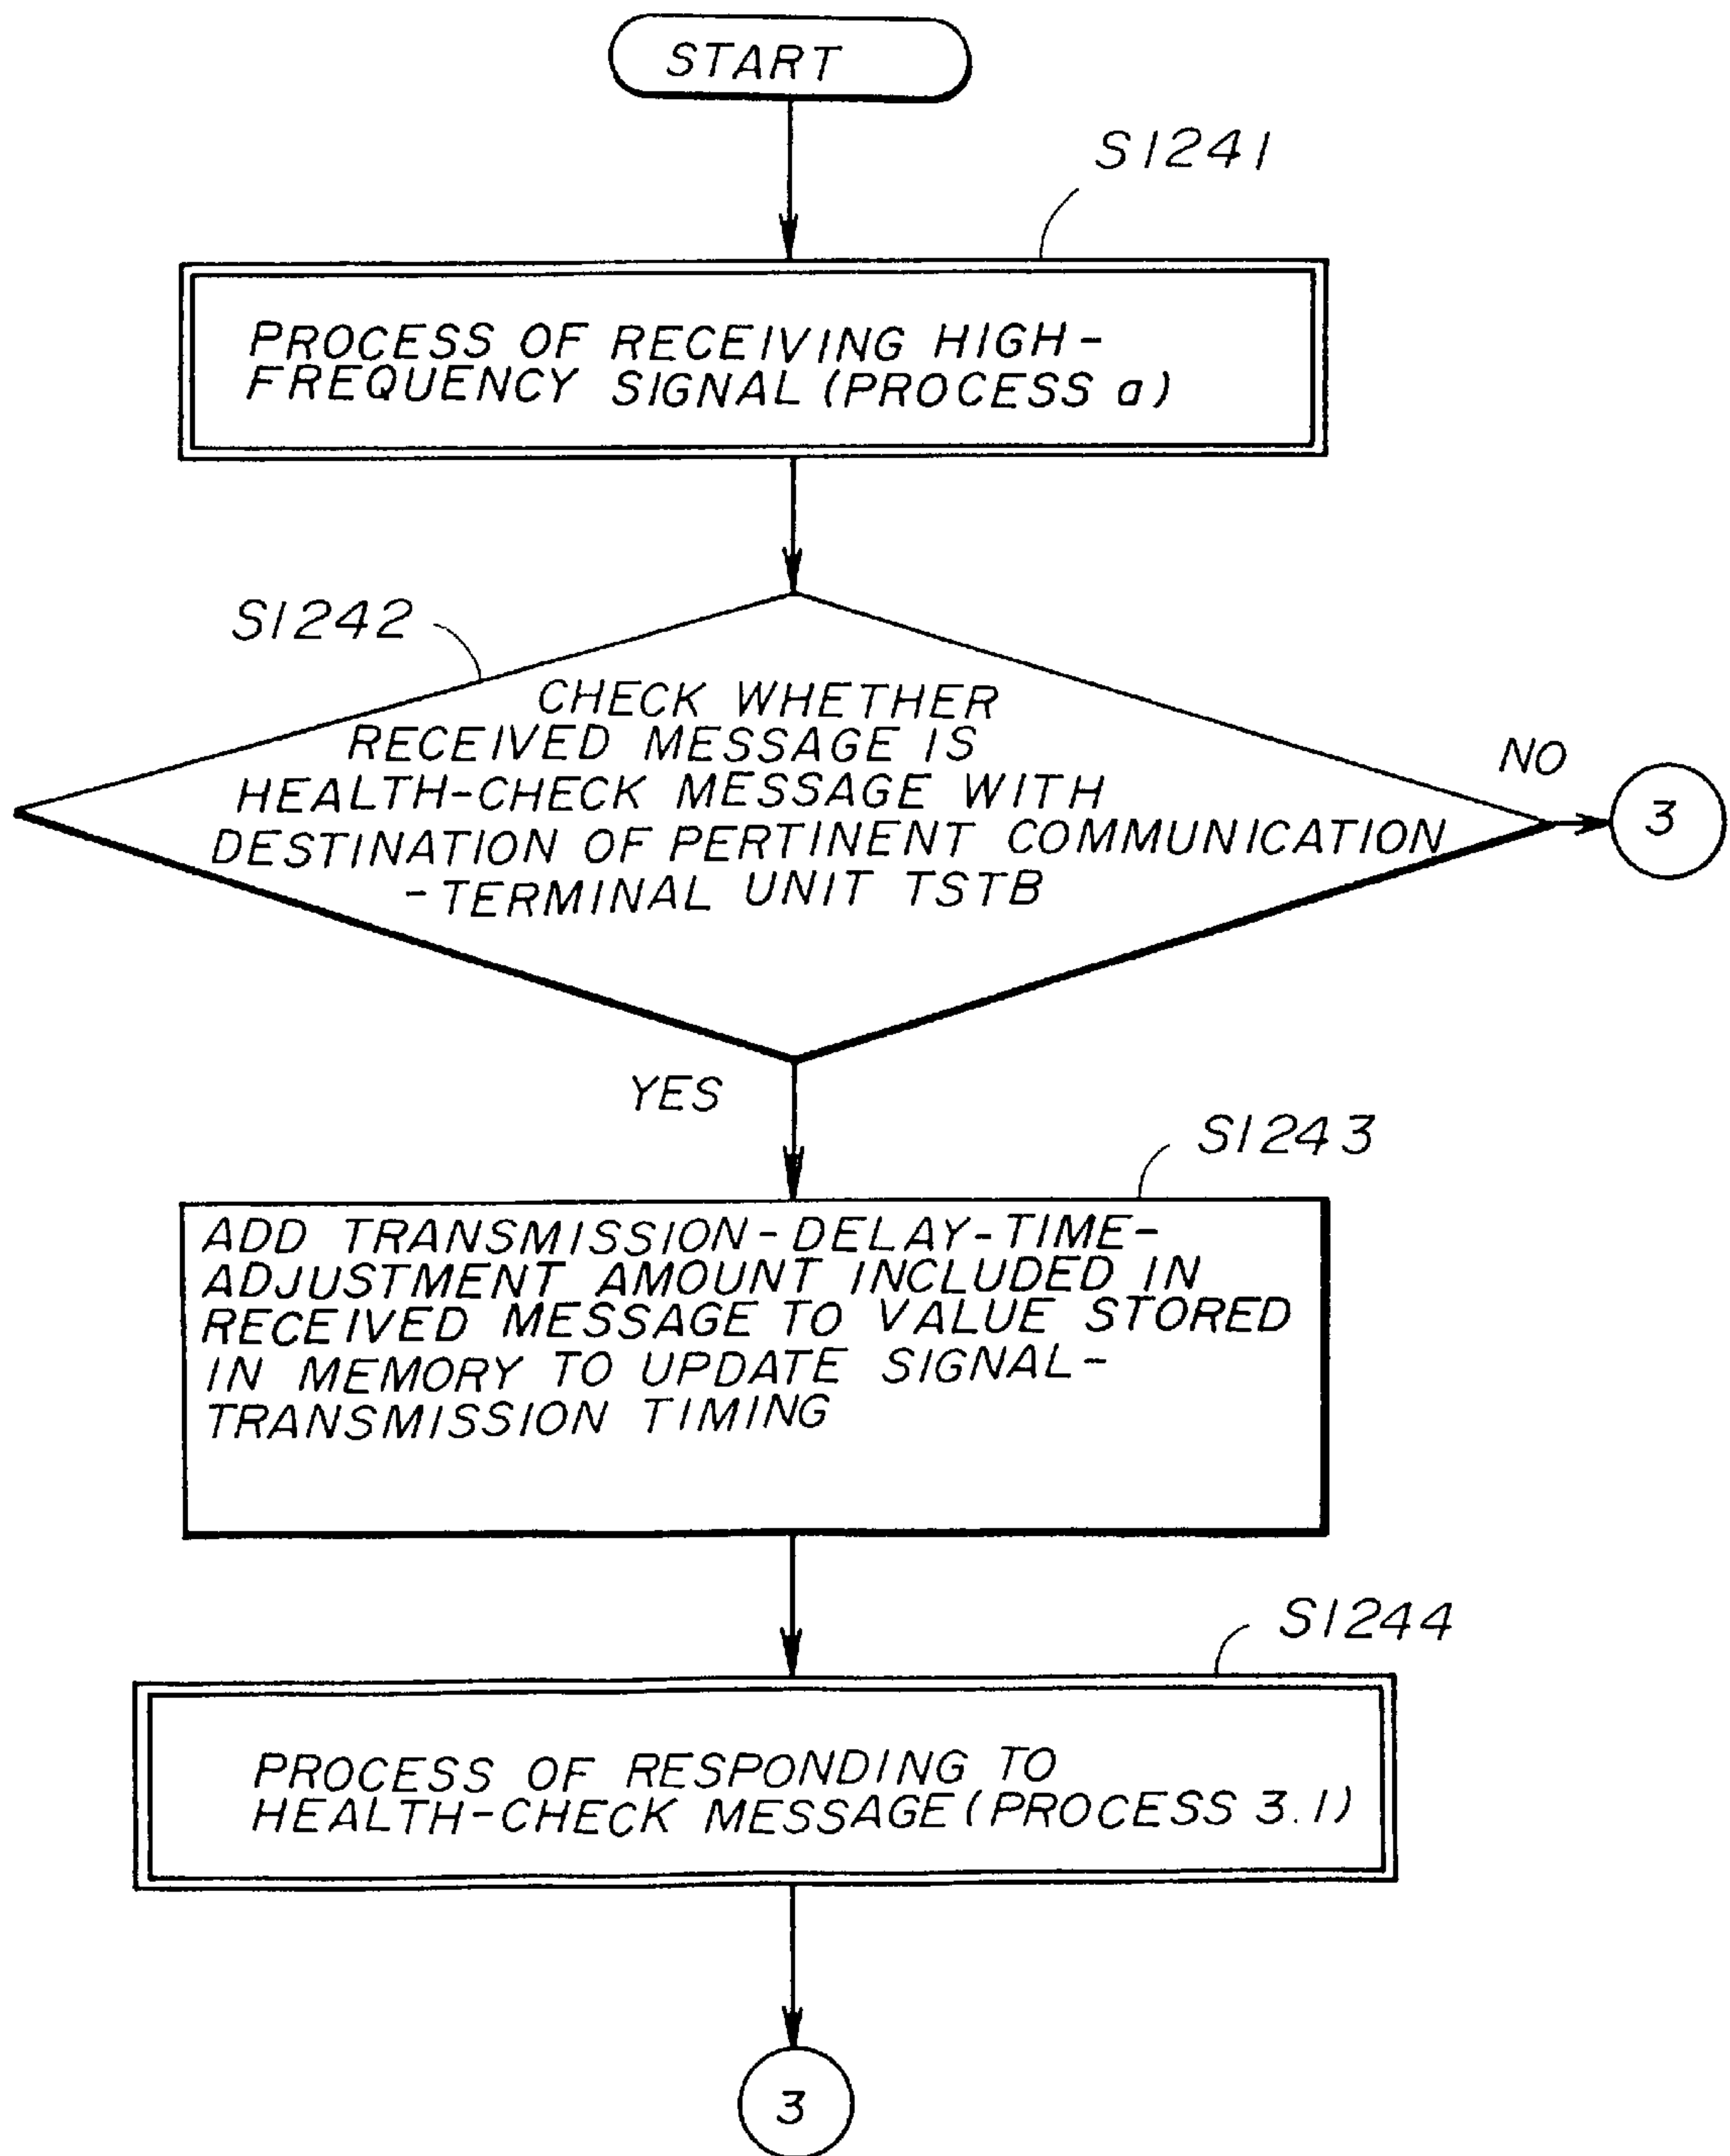 START
S1241
PROCESS OF RECEIVING HIGH-
FREQUENCY SIGNAL (PROCESS a)
S1242
CHECK WHETHER
RECEIVED MESSAGE IS
HEALTH-CHECK MESSAGE WITH
DESTINATION OF PERTINENT COMMUNICATION
-TERMINAL UNIT TSTB
NO
3
YES
S1243
ADD TRANSMISSION-DELAY-TIME-
ADJUSTMENT AMOUNT INCLUDED IN
RECEIVED MESSAGE TO VALUE STORED
IN MEMORY TO UPDATE SIGNAL-
TRANSMISSION TIMING
S1244
PROCESS OF RESPONDING TO
HEALTH-CHECK MESSAGE (PROCESS 3.1)
3